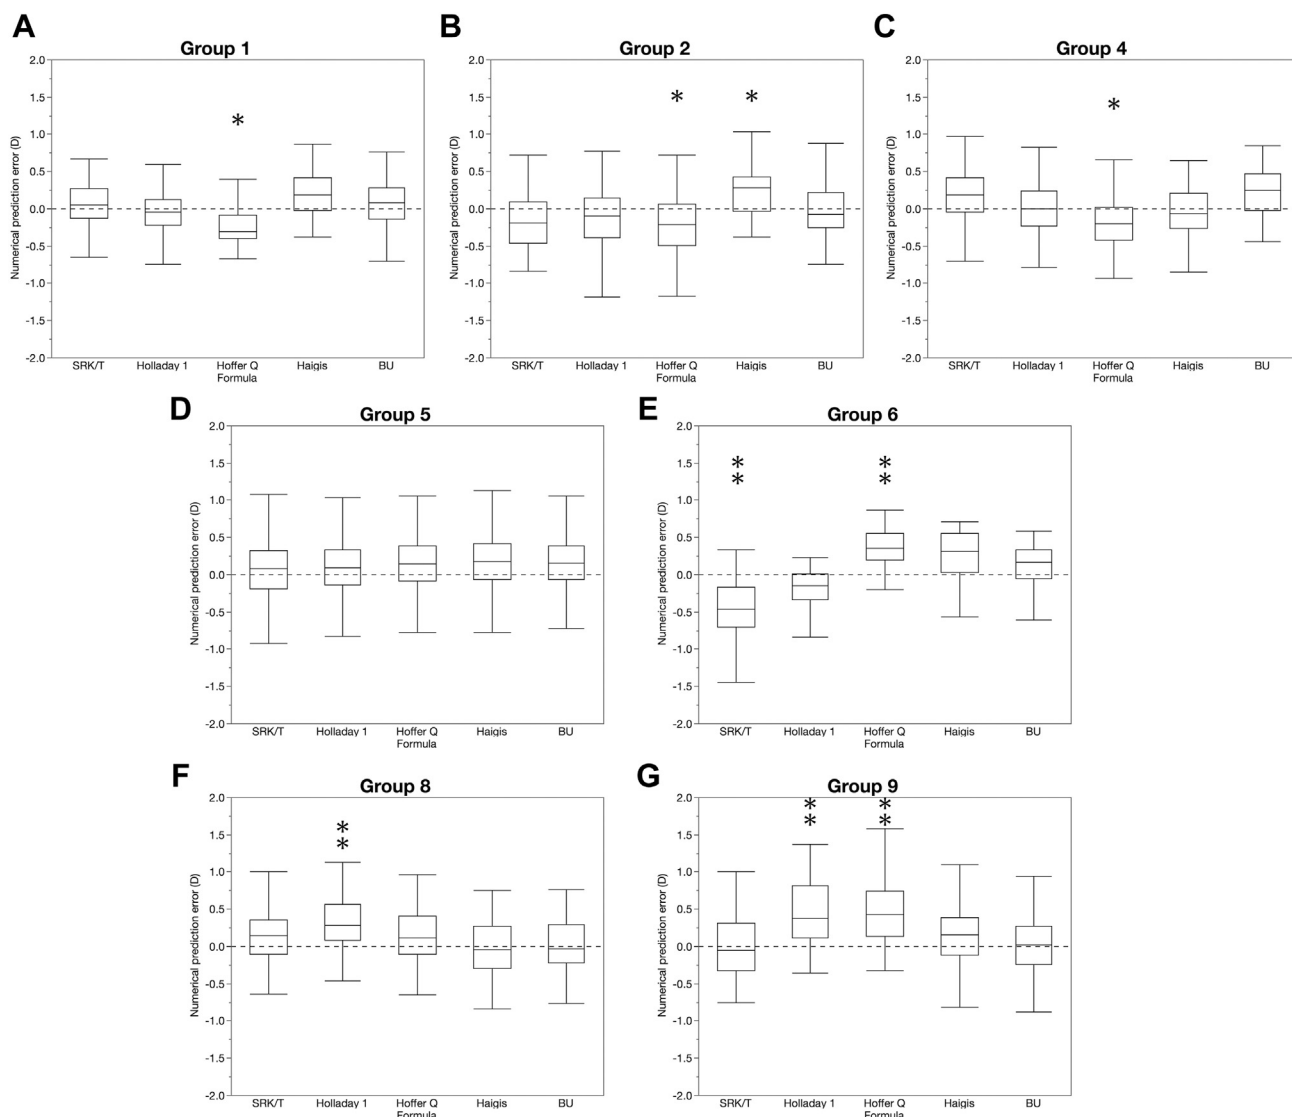 A
Group 1
Numerical prediction error (D)
2.0
1.5
1.0
0.5
0.0
-0.5
-1.0
-1.5
-2.0
*
SRK/T Holladay 1 Hoffer Q Haigis BU
Formula
B
Group 2
Numerical prediction error (D)
2.0
1.5
1.0
0.5
0.0
-0.5
-1.0
-1.5
-2.0
* *
SRK/T Holladay 1 Hoffer Q Haigis BU
Formula
C
Group 4
Numerical prediction error (D)
2.0
1.5
1.0
0.5
0.0
-0.5
-1.0
-1.5
-2.0
*
SRK/T Holladay 1 Hoffer Q Haigis BU
Formula
D
Group 5
Numerical prediction error (D)
2.0
1.5
1.0
0.5
0.0
-0.5
-1.0
-1.5
-2.0
SRK/T Holladay 1 Hoffer Q Haigis BU
Formula
E
Group 6
Numerical prediction error (D)
2.0
1.5
1.0
0.5
0.0
-0.5
-1.0
-1.5
-2.0
* *
* *
SRK/T Holladay 1 Hoffer Q Haigis BU
Formula
F
Group 8
Numerical prediction error (D)
2.0
1.5
1.0
0.5
0.0
-0.5
-1.0
-1.5
-2.0
*
*
SRK/T Holladay 1 Hoffer Q Haigis BU
Formula
G
Group 9
Numerical prediction error (D)
2.0
1.5
1.0
0.5
0.0
-0.5
-1.0
-1.5
-2.0
* *
* *
SRK/T Holladay 1 Hoffer Q Haigis BU
Formula